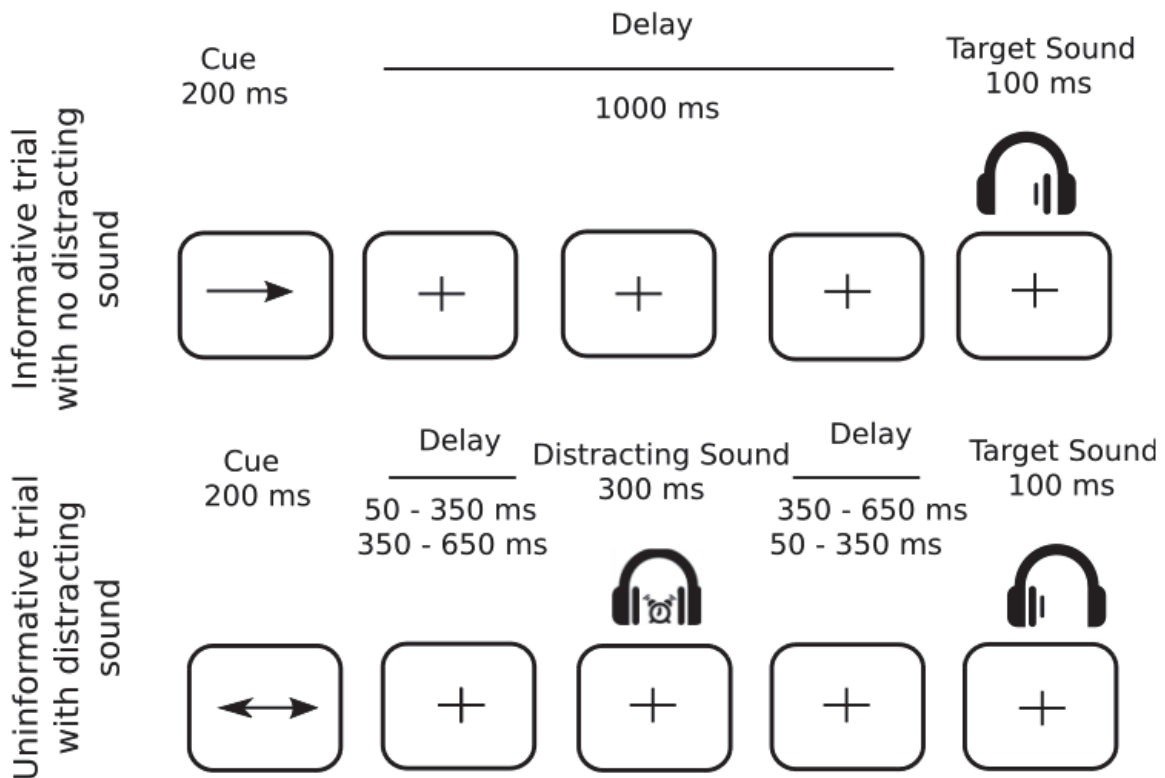 Informative trial
with no distracting
sound
Cue
200 ms
Delay
1000 ms
Target Sound
100 ms
Uninformative trial
with distracting
sound
Cue
200 ms
Delay
50 - 350 ms
350 - 650 ms
Distracting Sound
300 ms
Delay
350 - 650 ms
50 - 350 ms
Target Sound
100 ms